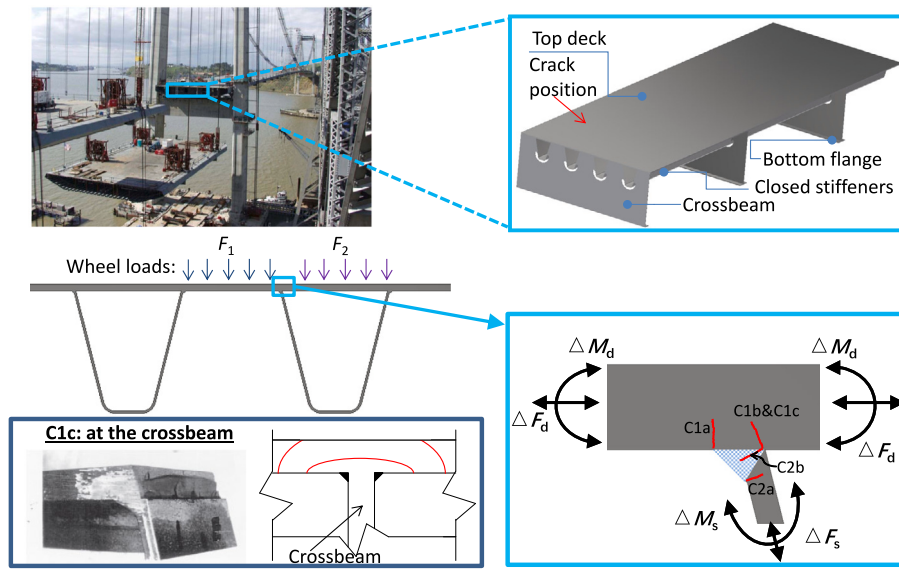 Top deck
Crack
position
Bottom flange
Closed stiffeners
Crossbeam
F1
F2
Wheel loads:
△Md
△Md
△Fd
△Fd
C1a
C1b&C1c
C2b
C2a
△Ms
△Fs
C1c: at the crossbeam
Crossbeam